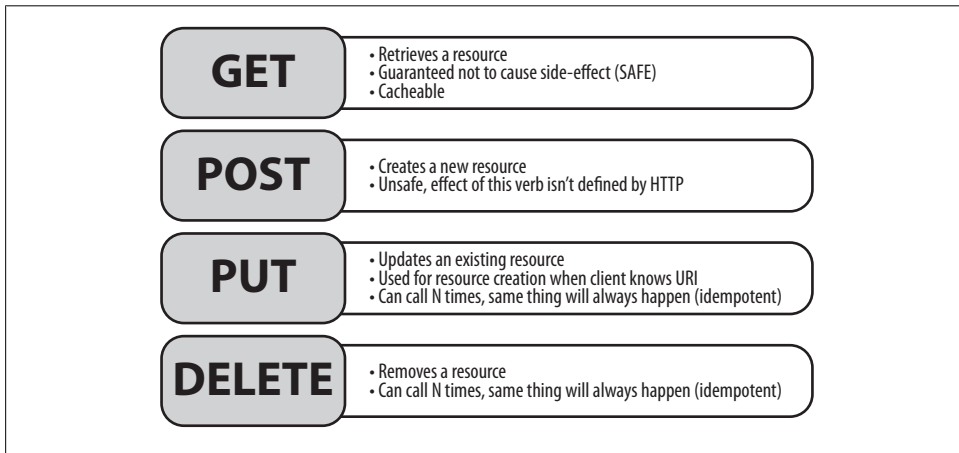 GET
• Retrieves a resource
• Guaranteed not to cause side-effect (SAFE)
• Cacheable
POST
• Creates a new resource
• Unsafe, effect of this verb isn't defined by HTTP
PUT
• Updates an existing resource
• Used for resource creation when client knows URI
• Can call N times, same thing will always happen (idempotent)
DELETE
• Removes a resource
• Can call N times, same thing will always happen (idempotent)